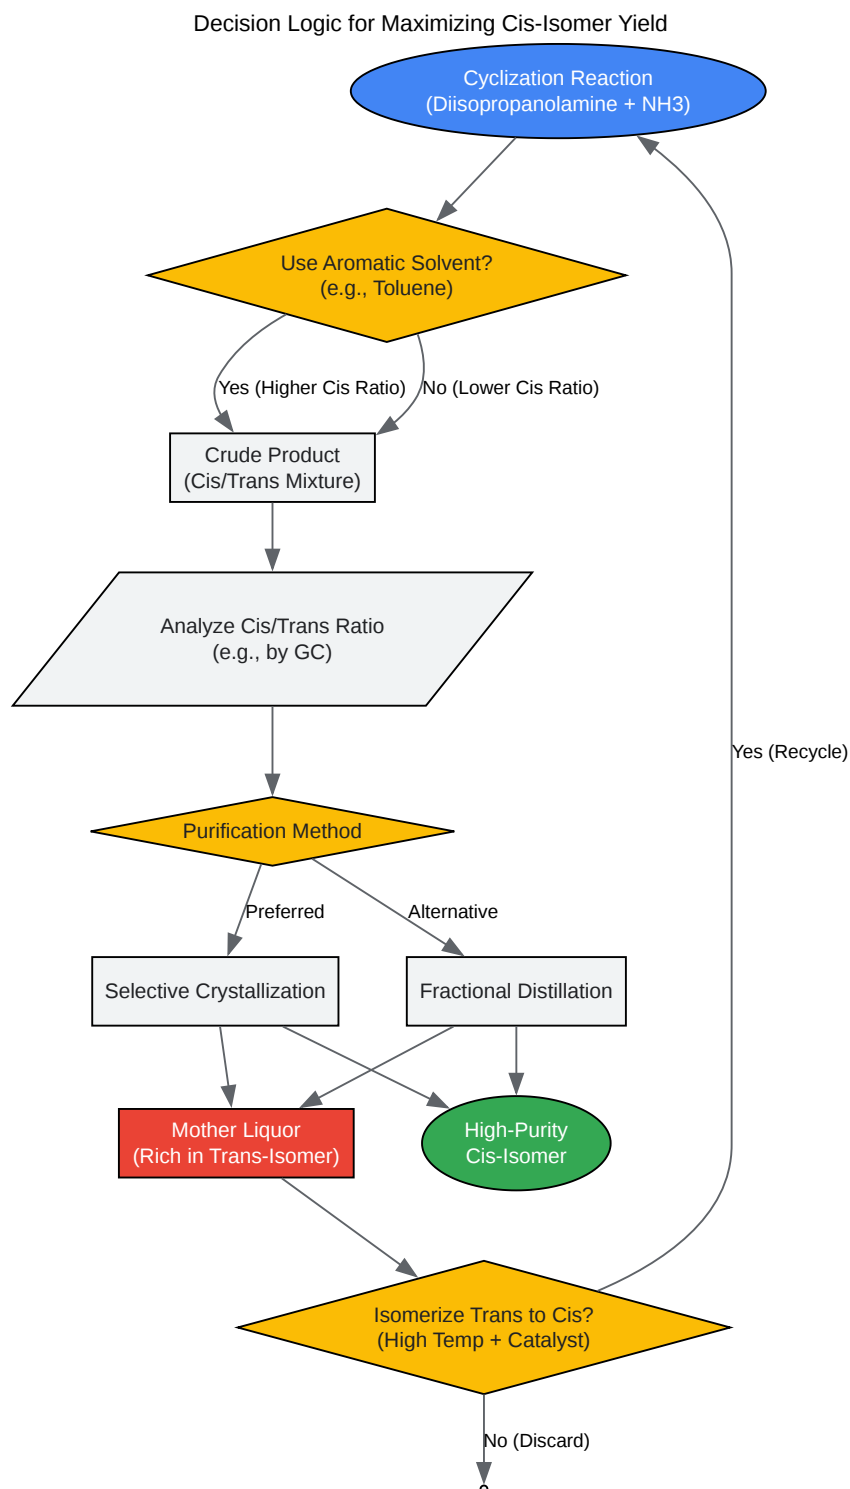 Decision Logic for Maximizing Cis-Isomer Yield
Cyclization Reaction
(Diisopropanolamine + NH3)
Use Aromatic Solvent?
(e.g., Toluene)
Yes (Higher Cis Ratio)
No (Lower Cis Ratio)
Crude Product
(Cis/Trans Mixture)
Analyze Cis/Trans Ratio
(e.g., by GC)
Yes (Recycle)
Purification Method
Preferred
Alternative
Selective Crystallization
Fractional Distillation
Mother Liquor
(Rich in Trans-Isomer)
High-Purity
Cis-Isomer
Isomerize Trans to Cis?
(High Temp + Catalyst)
No (Discard)